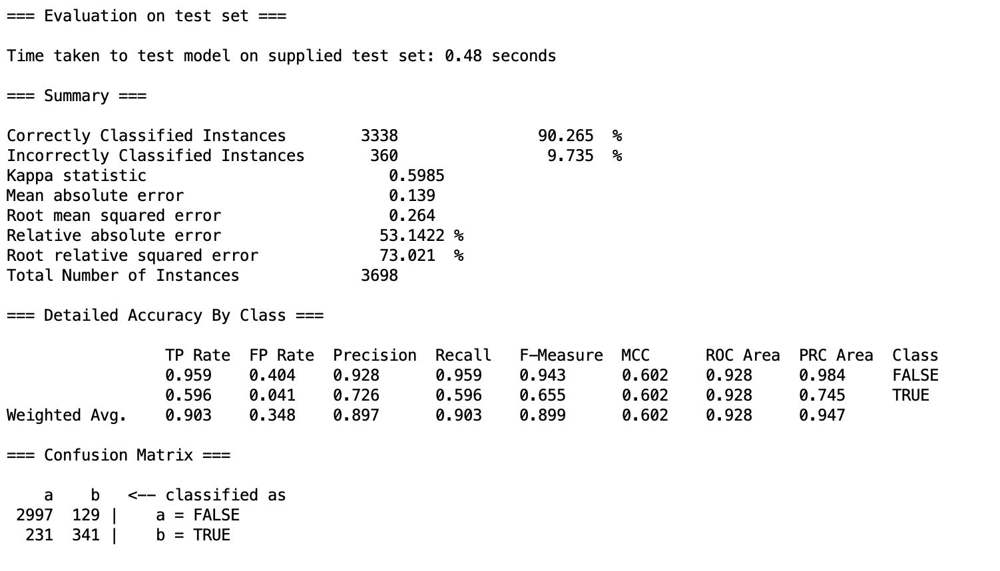 === Evaluation on test set ===
Time taken to test model on supplied test set: 0.48 seconds
=== Summary ===
Correctly Classified Instances        3338               90.265  %
Incorrectly Classified Instances       360                9.735  %
Kappa statistic                          0.5985
Mean absolute error                      0.139
Root mean squared error                  0.264
Relative absolute error                 53.1422 %
Root relative squared error             73.021  %
Total Number of Instances             3698
=== Detailed Accuracy By Class ===
                 TP Rate  FP Rate  Precision  Recall   F-Measure  MCC      ROC Area  PRC Area  Class
                 0.959    0.404    0.928      0.959    0.943      0.602    0.928     0.984     FALSE
                 0.596    0.041    0.726      0.596    0.655      0.602    0.928     0.745     TRUE
Weighted Avg.    0.903    0.348    0.897      0.903    0.899      0.602    0.928     0.947
=== Confusion Matrix ===
    a    b   <-- classified as
 2997  129 |    a = FALSE
  231  341 |    b = TRUE